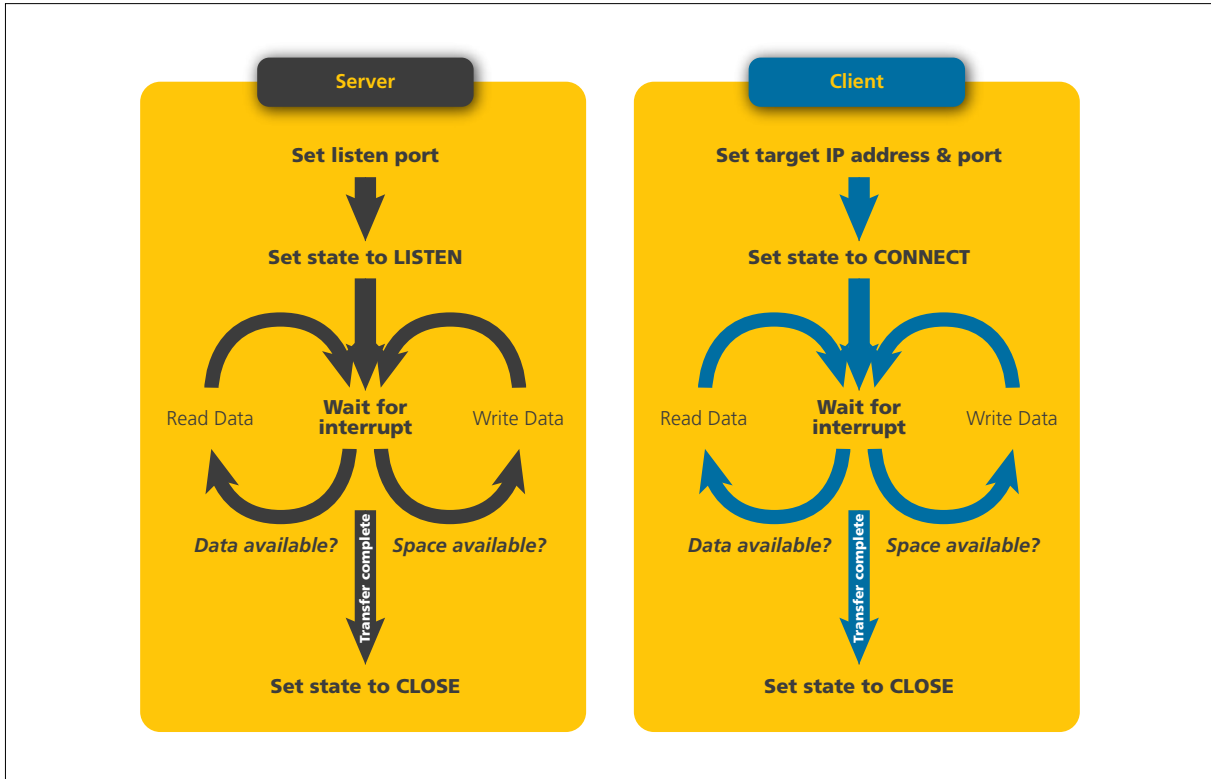 Server
Set listen port
Set state to LISTEN
Read Data
Wait for
interrupt
Write Data
Data available?
Space available?
Transfer complete
Set state to CLOSE
Client
Set target IP address & port
Set state to CONNECT
Read Data
Wait for
interrupt
Write Data
Data available?
Space available?
Transfer complete
Set state to CLOSE